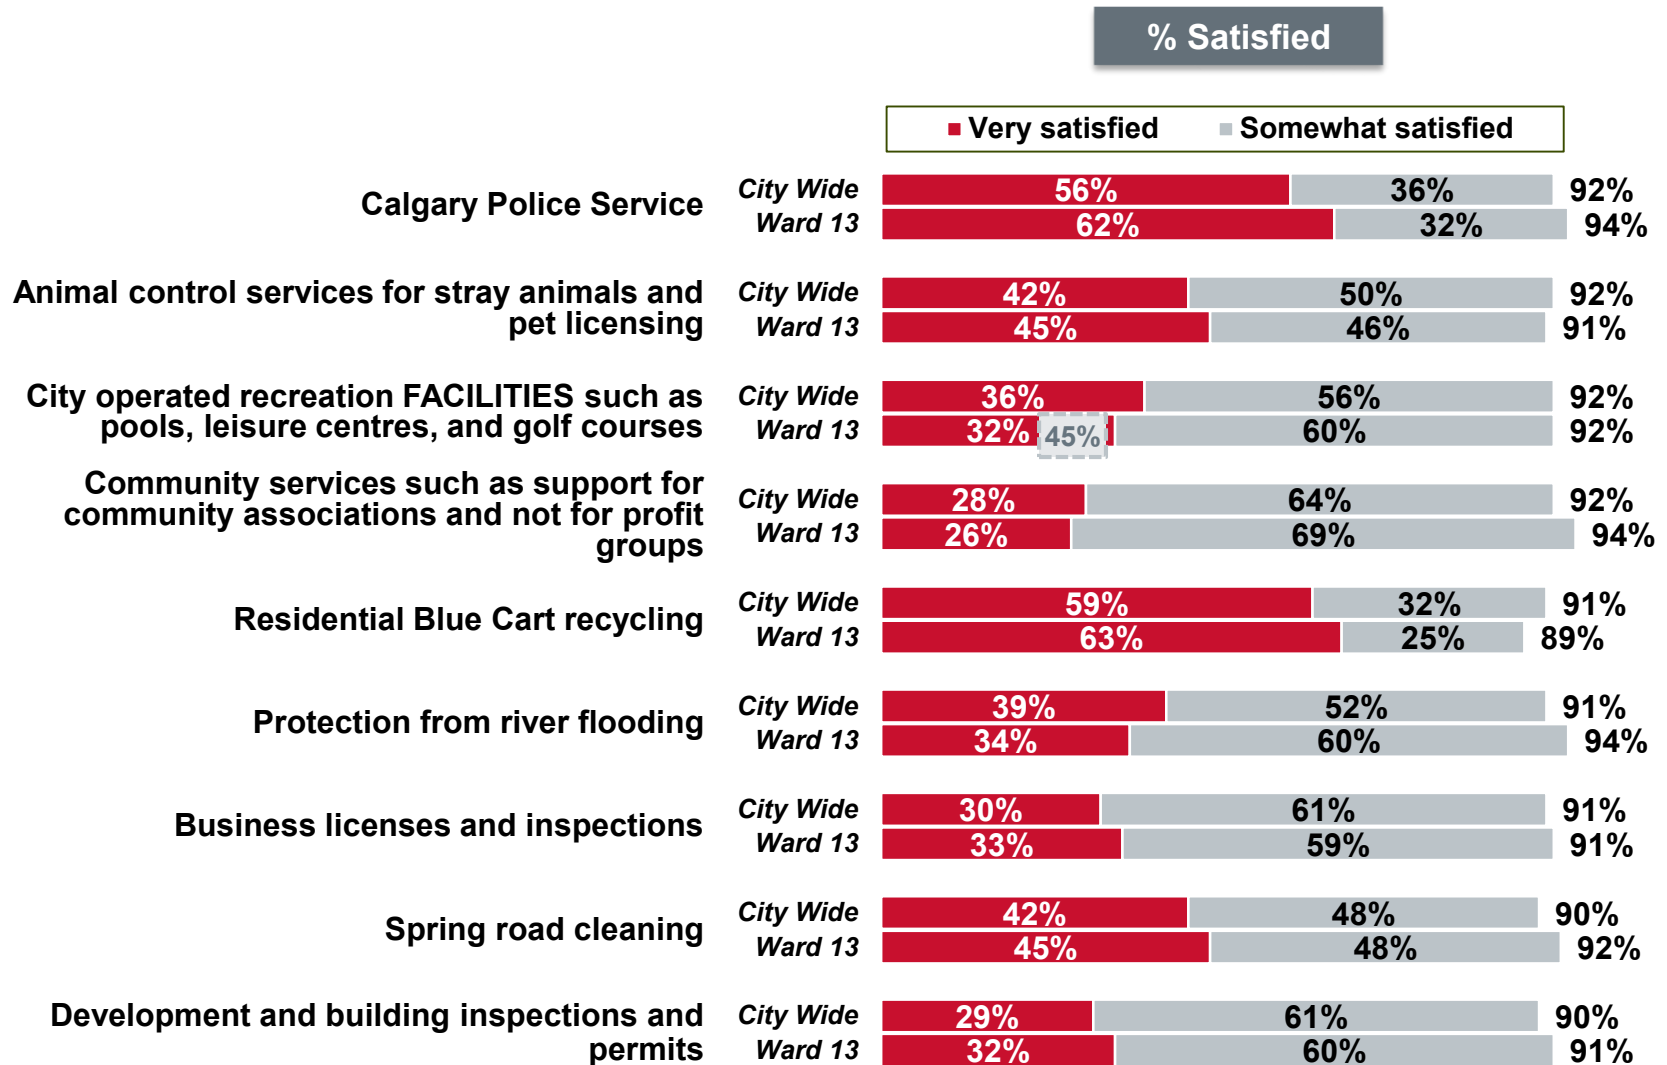 % Satisfied
Very satisfied Somewhat satisfied
Calgary Police Service
City Wide 56% 36% 92%
Ward 13 62% 32% 94%
Animal control services for stray animals and
pet licensing
City Wide 42% 50% 92%
Ward 13 45% 46% 91%
City operated recreation FACILITIES such as
pools, leisure centres, and golf courses
City Wide 36% 56% 92%
Ward 13 32% 45% 60% 92%
Community services such as support for
community associations and not for profit
groups
City Wide 28% 64% 92%
Ward 13 26% 69% 94%
Residential Blue Cart recycling
City Wide 59% 32% 91%
Ward 13 63% 25% 89%
Protection from river flooding
City Wide 39% 52% 91%
Ward 13 34% 60% 94%
Business licenses and inspections
City Wide 30% 61% 91%
Ward 13 33% 59% 91%
Spring road cleaning
City Wide 42% 48% 90%
Ward 13 45% 48% 92%
Development and building inspections and
permits
City Wide 29% 61% 90%
Ward 13 32% 60% 91%